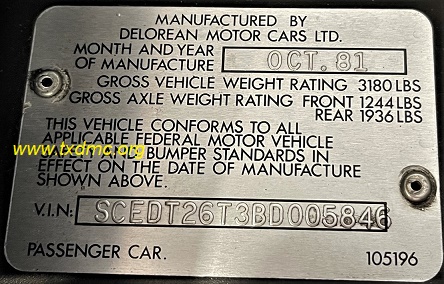 MANUFACTURED BY
DELOREAN MOTOR CARS LTD.
MONTH AND YEAR
OF MANUFACTURE OCT. 81
GROSS VEHICLE WEIGHT RATING 3180 LBS
GROSS AXLE WEIGHT RATING FRONT 1244 LBS
REAR 1936 LBS
THIS VEHICLE CONFORMS TO ALL
APPLICABLE FEDERAL MOTOR VEHICLE
www.txdmc.org
AND BUMPER STANDARDS IN
EFFECT ON THE DATE OF MANUFACTURE
SHOWN ABOVE.
V.I.N: SCEDT26T3BD005846
PASSENGER CAR. 105196